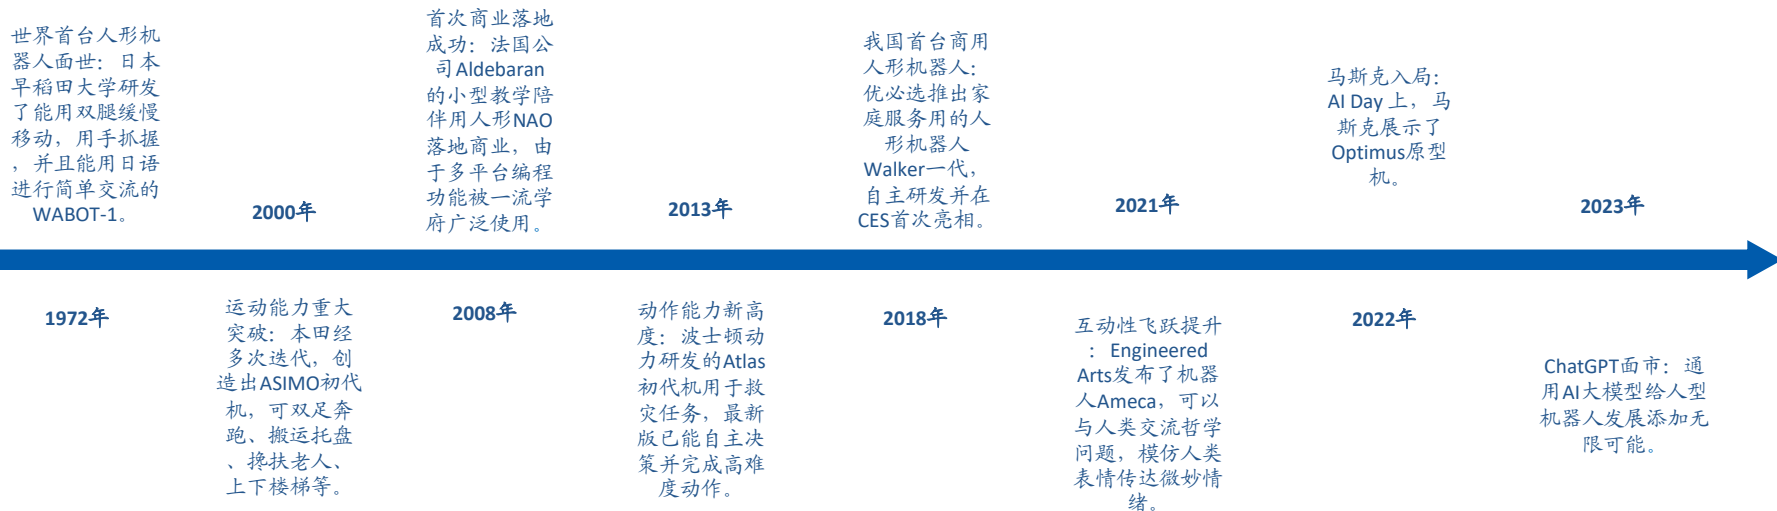 世界首台人形机
器人面世：日本
早稻田大学研发
了能用双腿缓慢
移动，用手抓握
，并且能用日语
进行简单交流的
WABOT-1。
1972年
2000年
运动能力重大
突破：本田经
多次迭代，创
造出ASIMO初代
机，可双足奔
跑、搬运托盘
、搀扶老人、
上下楼梯等。
首次商业落地
成功：法国公
司Aldebaran
的小型教学陪
伴用人形NAO
落地商业，由
于多平台编程
功能被一流学
府广泛使用。
2008年
2013年
动作能力新高
度：波士顿动
力研发的Atlas
初代机用于救
灾任务，最新
版已能自主决
策并完成高难
度动作。
我国首台商用
人形机器人：
优必选推出家
庭服务用的人
形机器人
Walker一代，
自主研发并在
CES首次亮相。
2018年
2021年
互动性飞跃提升
：Engineered
Arts发布了机器
人Ameca，可以
与人类交流哲学
问题，模仿人类
表情传达微妙情
绪。
马斯克入局：
AI Day上，马
斯克展示了
Optimus原型
机。
2022年
2023年
ChatGPT面市：通
用AI大模型给人型
机器人发展添加无
限可能。